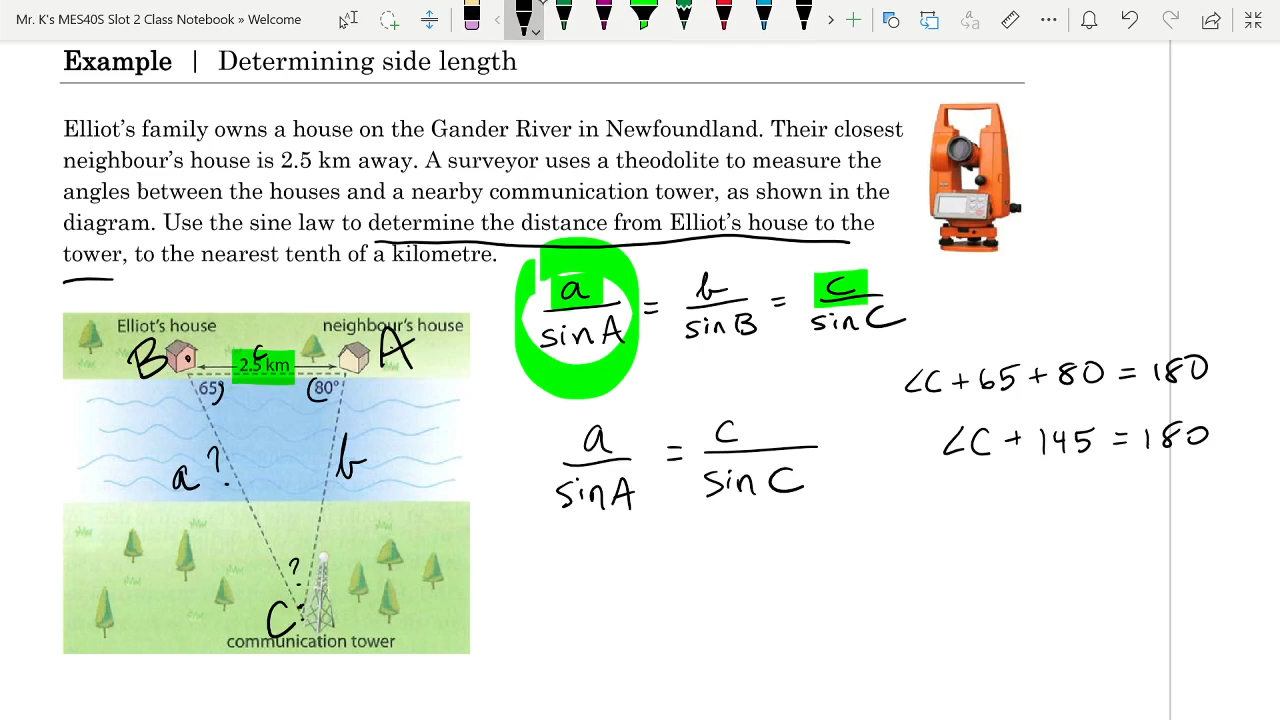 Mr. K's MES40S Slot 2 Class Notebook » Welcome
Example | Determining side length
Elliot's family owns a house on the Gander River in Newfoundland. Their closest
neighbour's house is 2.5 km away. A surveyor uses a theodolite to measure the
angles between the houses and a nearby communication tower, as shown in the
diagram. Use the sine law to determine the distance from Elliot's house to the
tower, to the nearest tenth of a kilometre.
a/sinA = b/sinB = c/sinC
Elliot's house
neighbour's house
B
c
A
2.5 km
65
80°
∠C + 65 + 80 = 180
∠C + 145 = 180
a/sinA = c/sinC
a?
b
?
C
communication tower